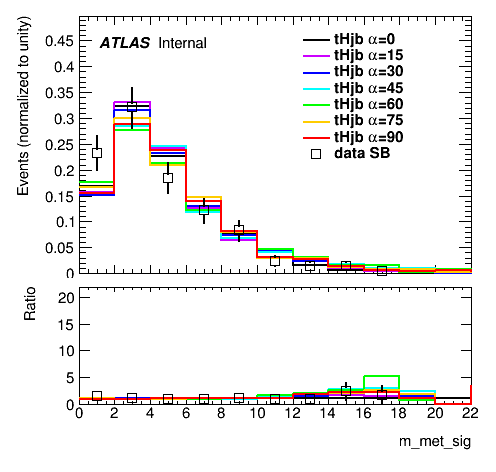 Events (normalized to unity)
0.45
0.4
0.35
0.3
0.25
0.2
0.15
0.1
0.05
0
ATLAS Internal
tHjb α=0
tHjb α=15
tHjb α=30
tHjb α=45
tHjb α=60
tHjb α=75
tHjb α=90
data SB
Ratio
20
15
10
5
0
0 2 4 6 8 10 12 14 16 18 20 22
m_met_sig